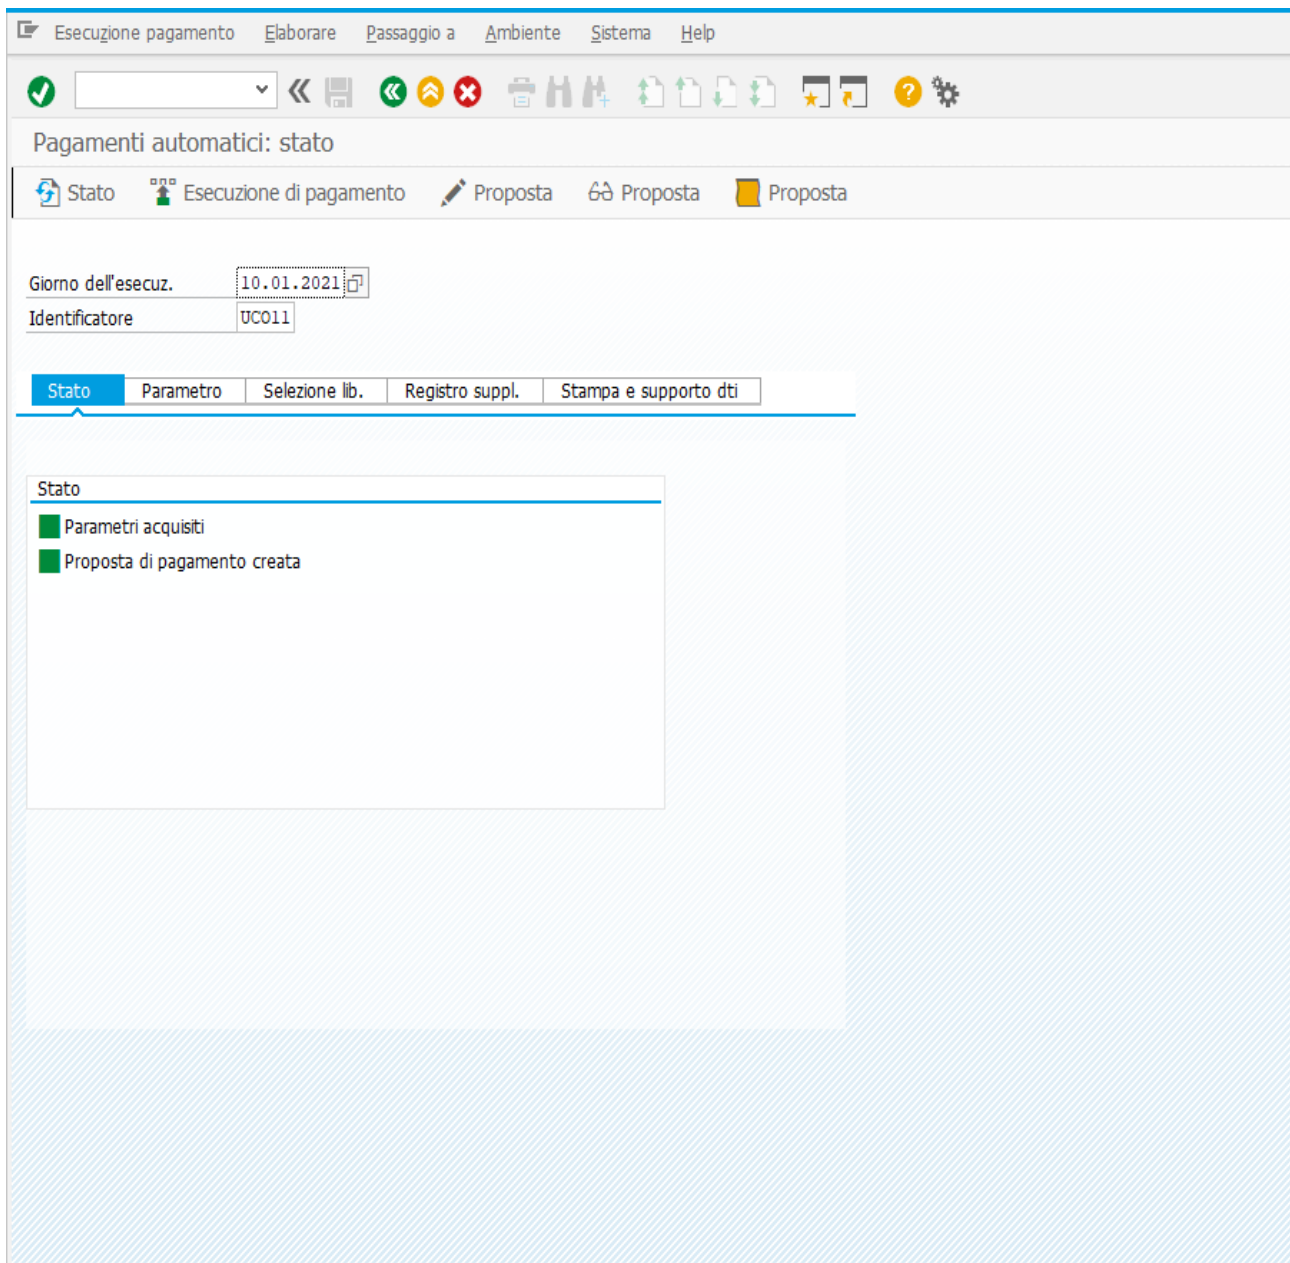 Esecuzione pagamento Elaborare Passaggio a Ambiente Sistema Help
Pagamenti automatici: stato
Stato Esecuzione di pagamento Proposta Proposta Proposta
Giorno dell'esecuz. 10.01.2021
Identificatore UCO11
Stato Parametro Selezione lib. Registro suppl. Stampa e supporto dti
Stato
Parametri acquisiti
Proposta di pagamento creata